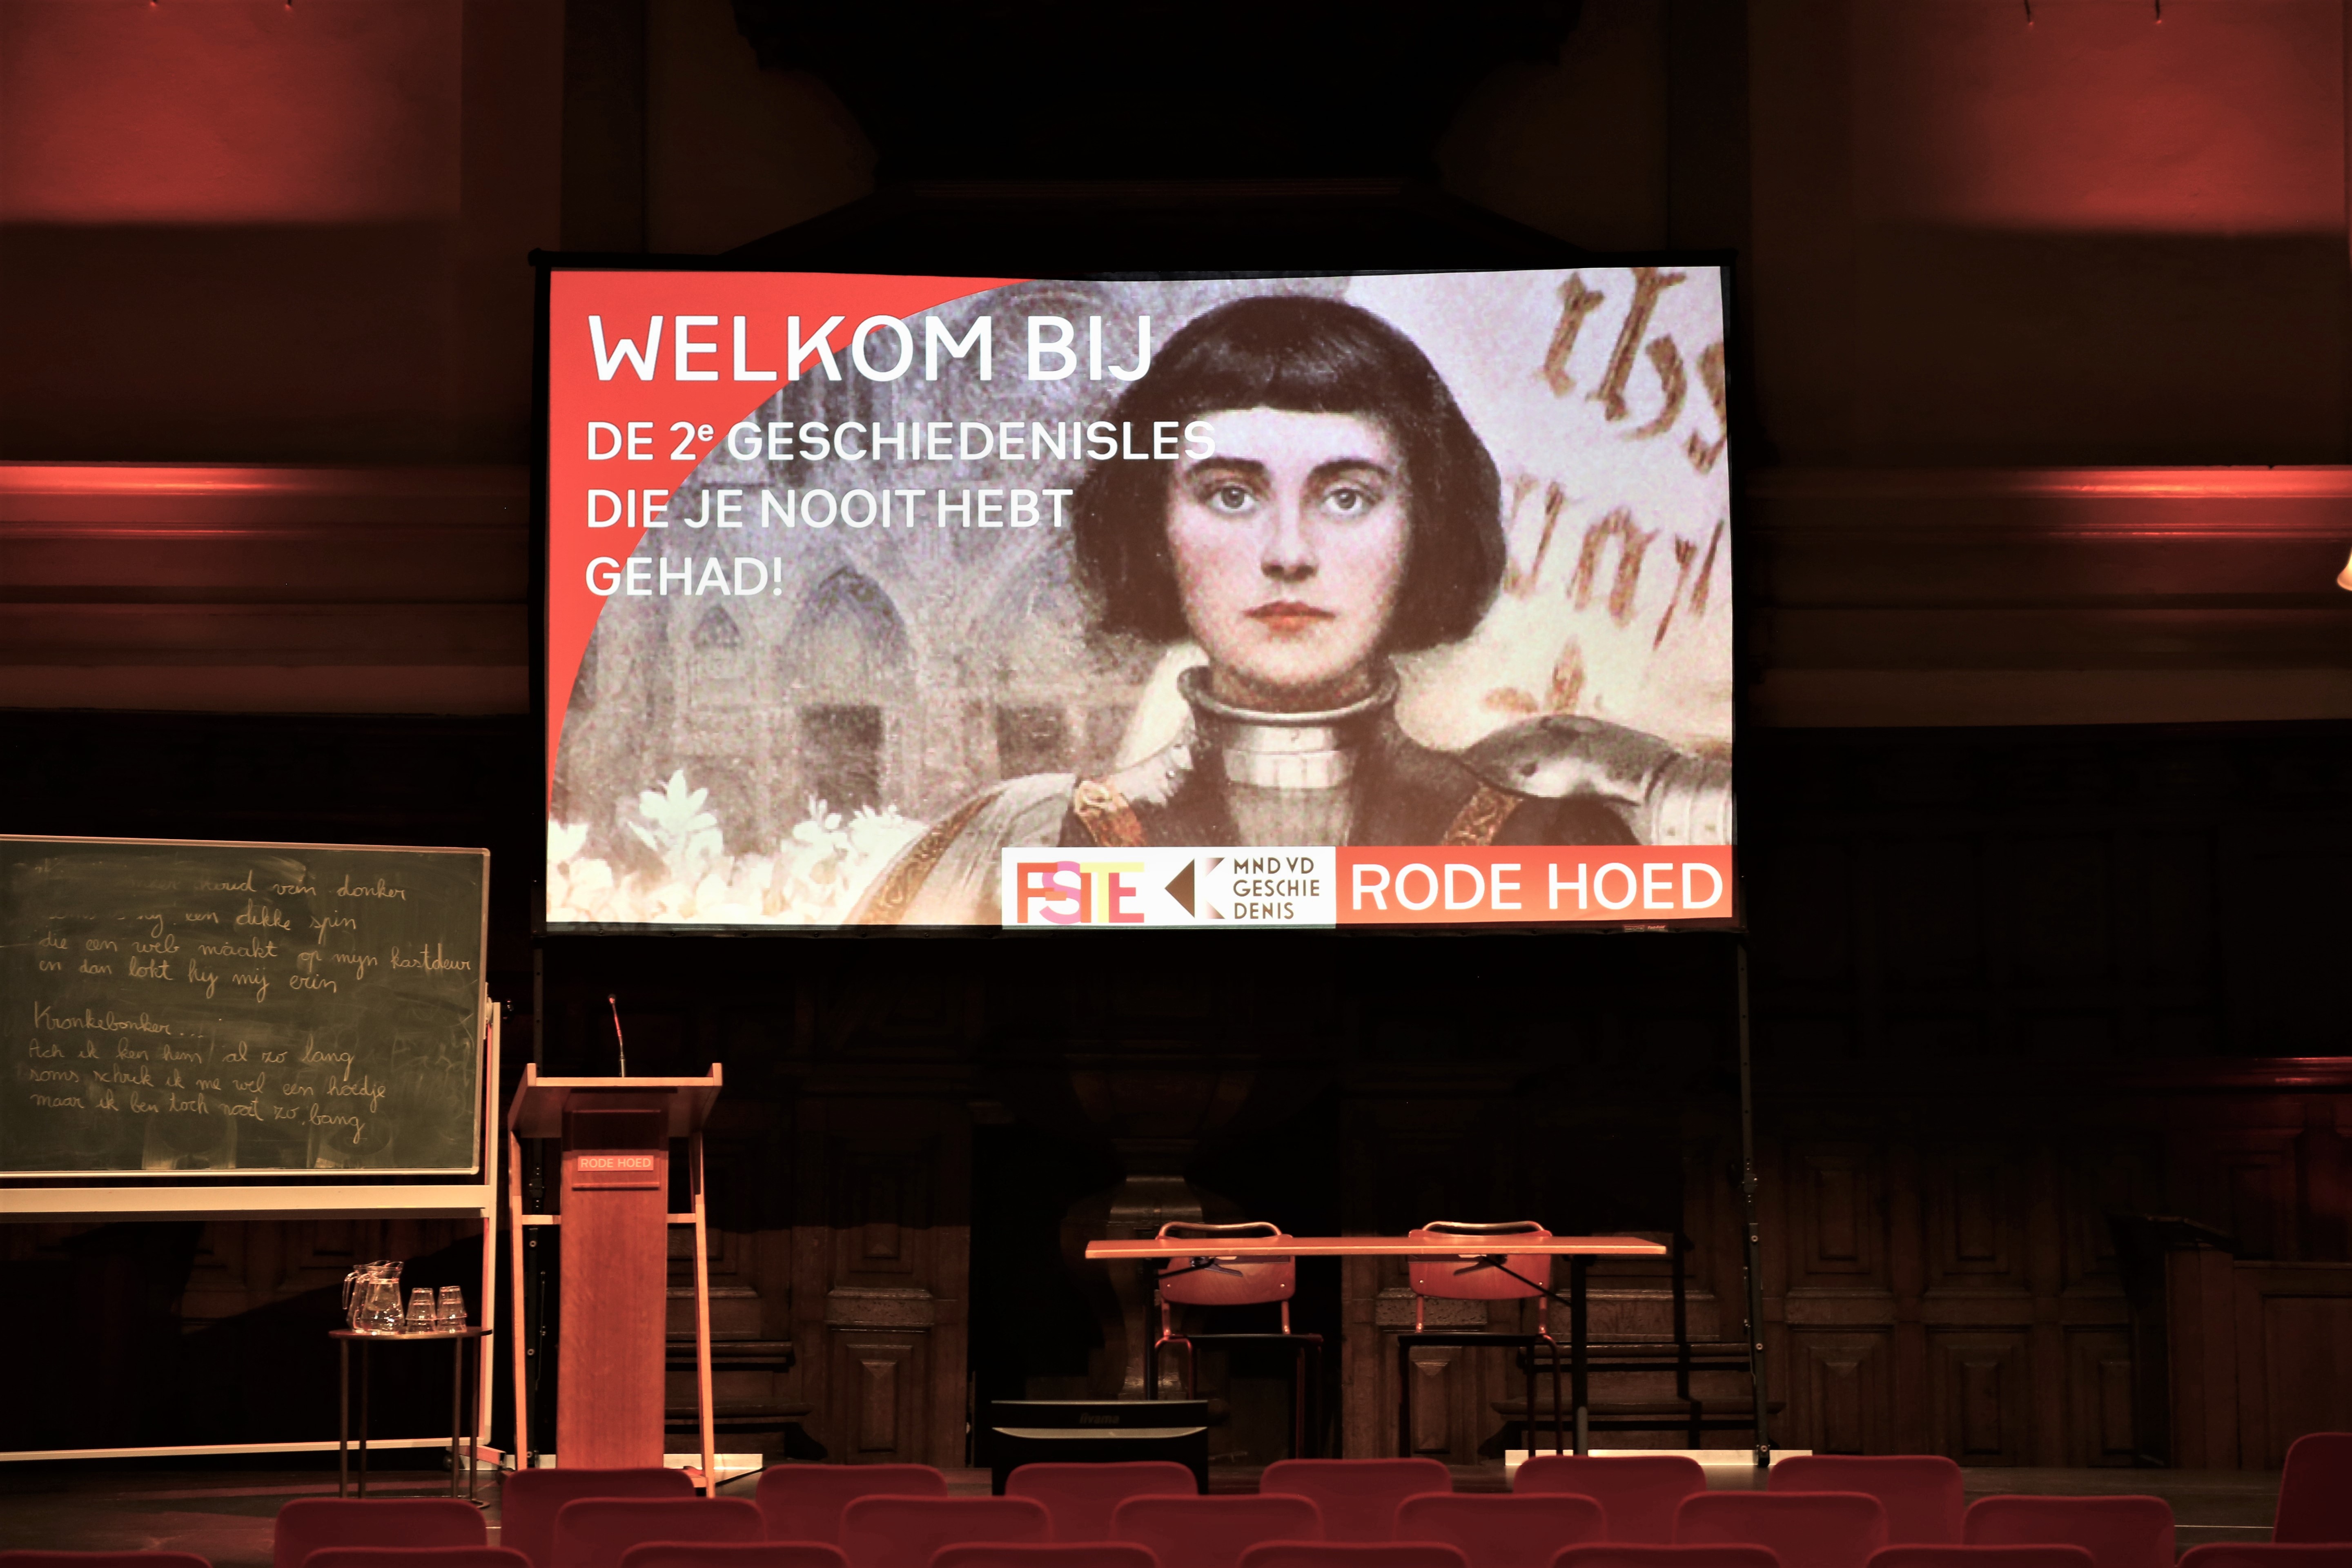 WELKOM BIJ
DE 2e GESCHIEDENISLES
DIE JE NOOIT HEBT
GEHAD!
FSTE
MND VD
GESCHIE
DENIS
RODE HOED
van donker
een dikke spin
die een web maakt op mijn kastdeur
en dan lokt hij mij erin
Kronkebonker...
Ach ik ken hem al zo lang
soms schrik ik me wel een hoedje
maar ik ben toch nooit zo bang
RODE HOED
iiyama